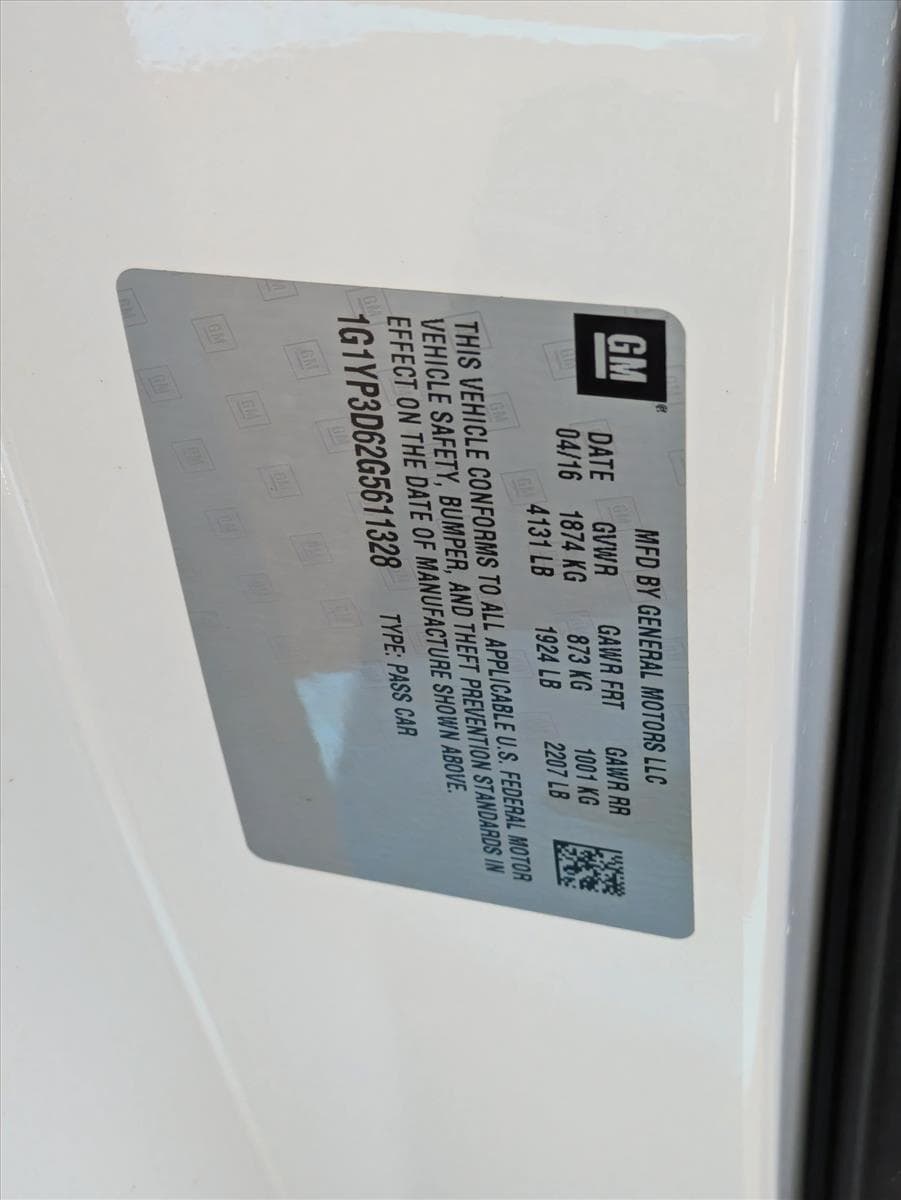 GM
MFD BY GENERAL MOTORS LLC
DATE GVWR GAWR FRT GAWR RR
04/16 1874 KG 873 KG 1001 KG
4131 LB 1924 LB 2207 LB
THIS VEHICLE CONFORMS TO ALL APPLICABLE U.S. FEDERAL MOTOR
VEHICLE SAFETY, BUMPER, AND THEFT PREVENTION STANDARDS IN
EFFECT ON THE DATE OF MANUFACTURE SHOWN ABOVE.
1G1YP3D62G5611328 TYPE: PASS CAR